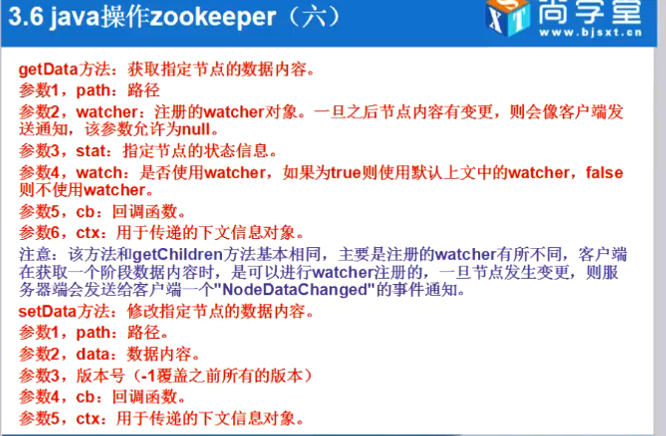 3.6 java操作zookeeper（六）
尚学堂
www.bjsxt.cn
getData方法：获取指定节点的数据内容。
参数1，path：路径
参数2，watcher：注册的watcher对象。一旦之后节点内容有变更，则会像客户端发
送通知，该参数允许为null。
参数3，stat：指定节点的状态信息。
参数4，watch：是否使用watcher，如果为true则使用默认上文中的watcher，false
则不使用watcher。
参数5，cb：回调函数。
参数6，ctx：用于传递的下文信息对象。
注意：该方法和getChildren方法基本相同，主要是注册的watcher有所不同，客户端
在获取一个阶段数据内容时，是可以进行watcher注册的，一旦节点发生变更，则服
务器端会发送给客户端一个"NodeDataChanged"的事件通知。
setData方法：修改指定节点的数据内容。
参数1，path：路径。
参数2，data：数据内容。
参数3，版本号（-1覆盖之前所有的版本）
参数4，cb：回调函数。
参数5，ctx：用于传递的下文信息对象。